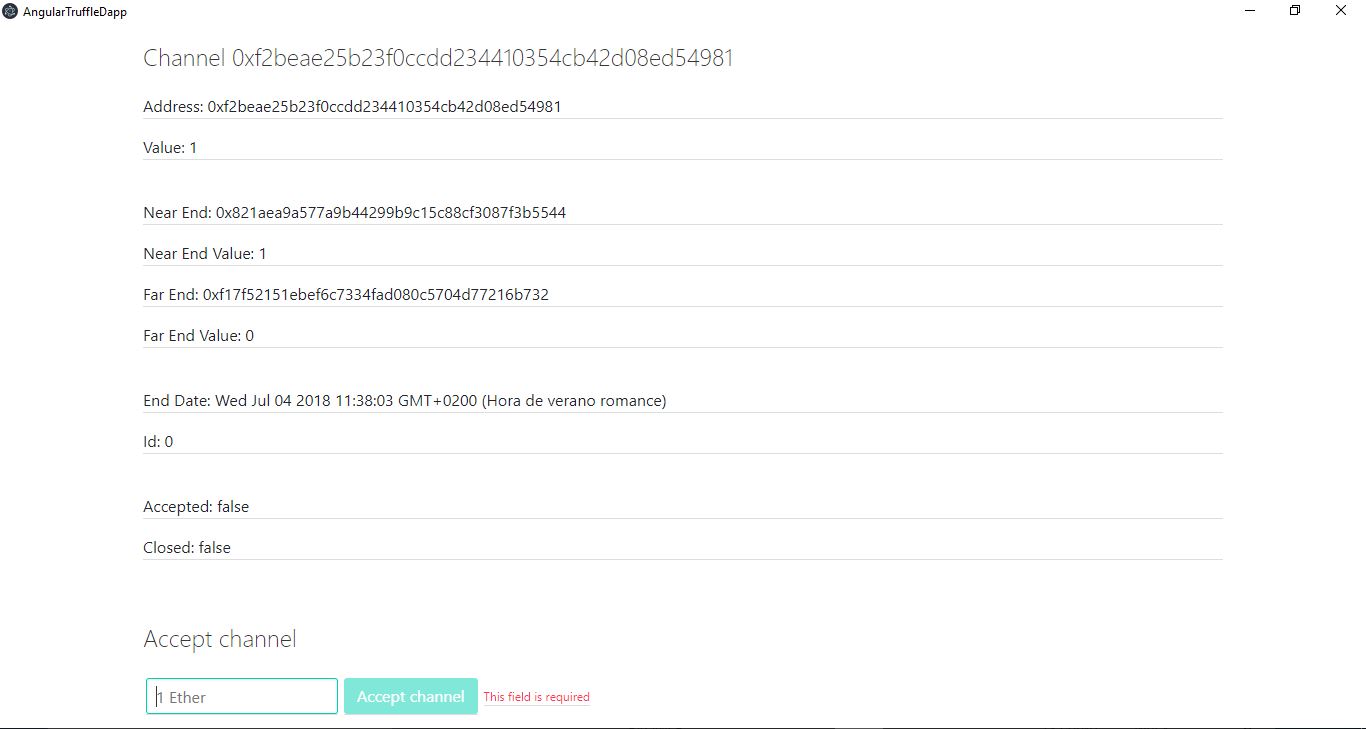 AngularTruffleDapp
Channel 0xf2beae25b23f0ccdd234410354cb42d08ed54981
Address: 0xf2beae25b23f0ccdd234410354cb42d08ed54981
Value: 1
Near End: 0x821aea9a577a9b44299b9c15c88cf3087f3b5544
Near End Value: 1
Far End: 0xf17f52151ebef6c7334fad080c5704d77216b732
Far End Value: 0
End Date: Wed Jul 04 2018 11:38:03 GMT+0200 (Hora de verano romance)
Id: 0
Accepted: false
Closed: false
Accept channel
1 Ether Accept channel This field is required